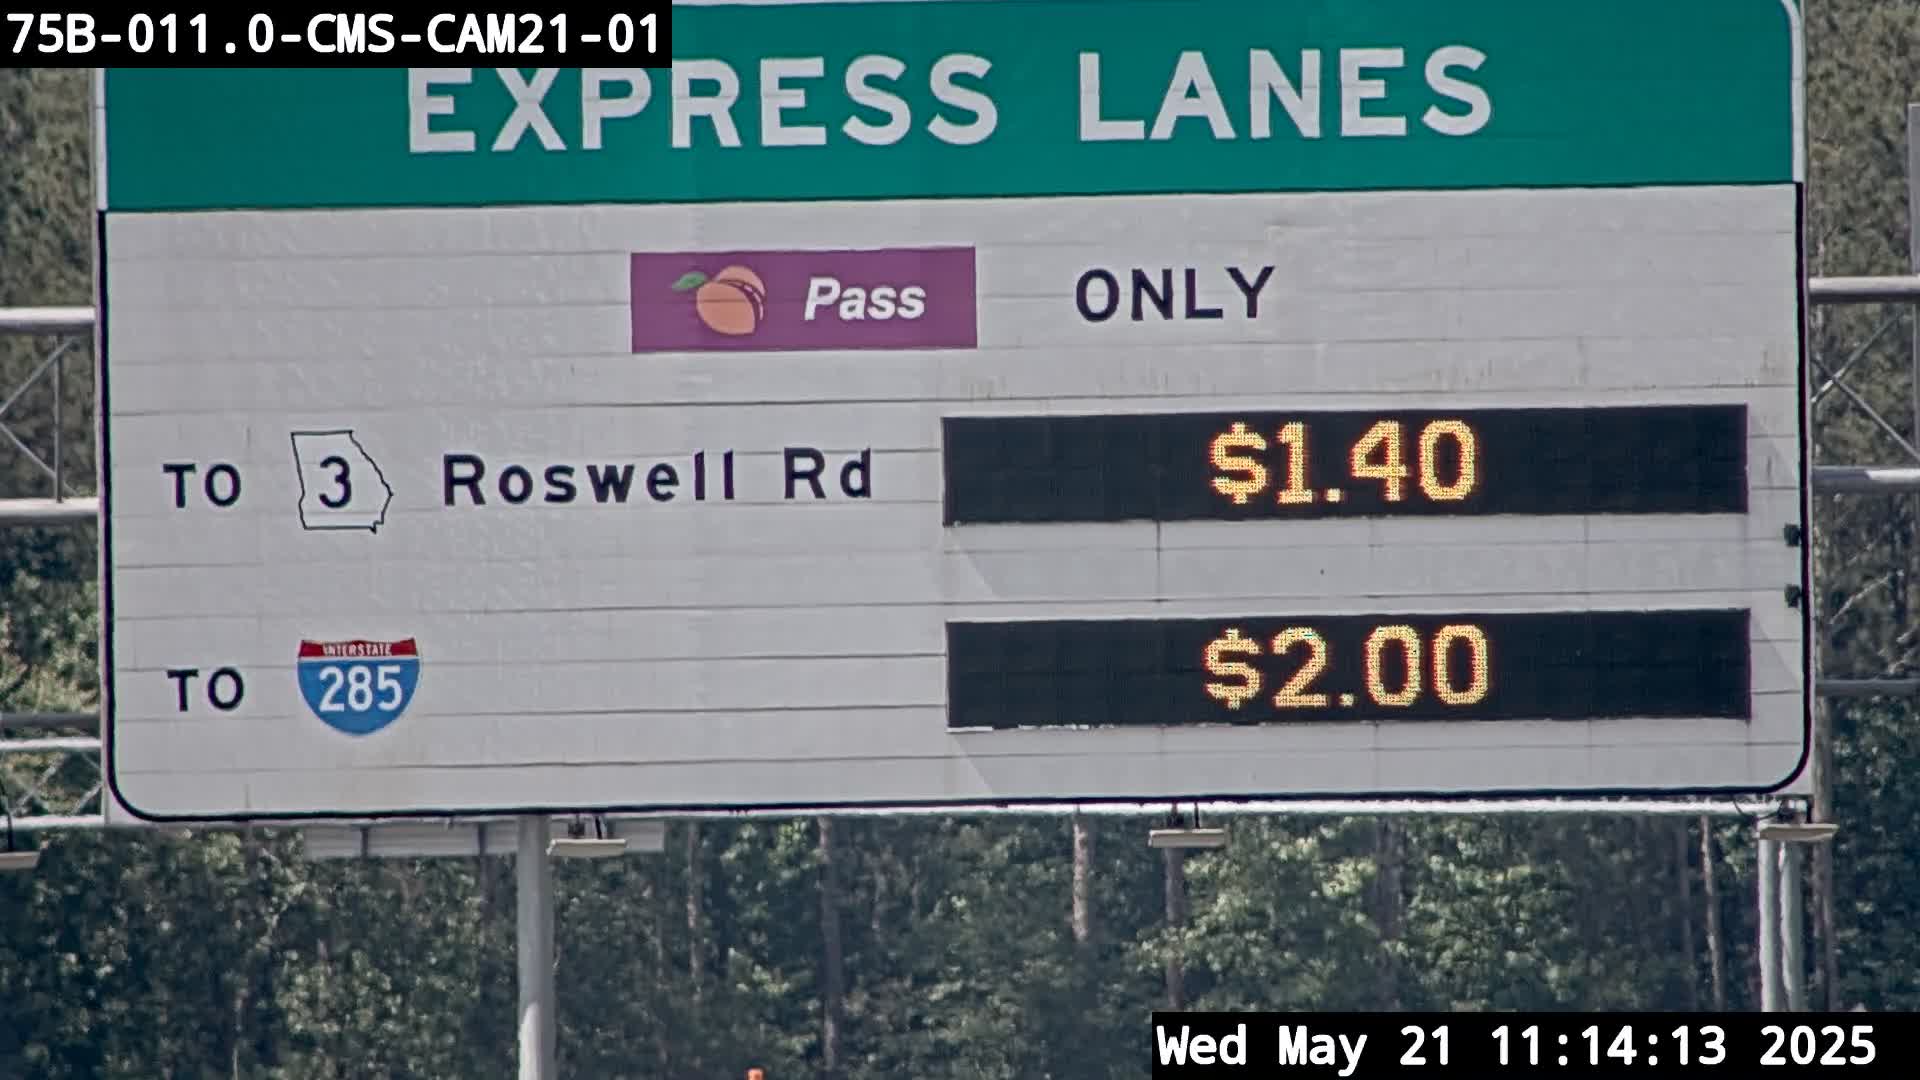 75B-011.0-CMS-CAM21-01
EXPRESS LANES
Pass ONLY
TO 3 Roswell Rd $1.40
TO INTERSTATE 285 $2.00
Wed May 21 11:14:13 2025